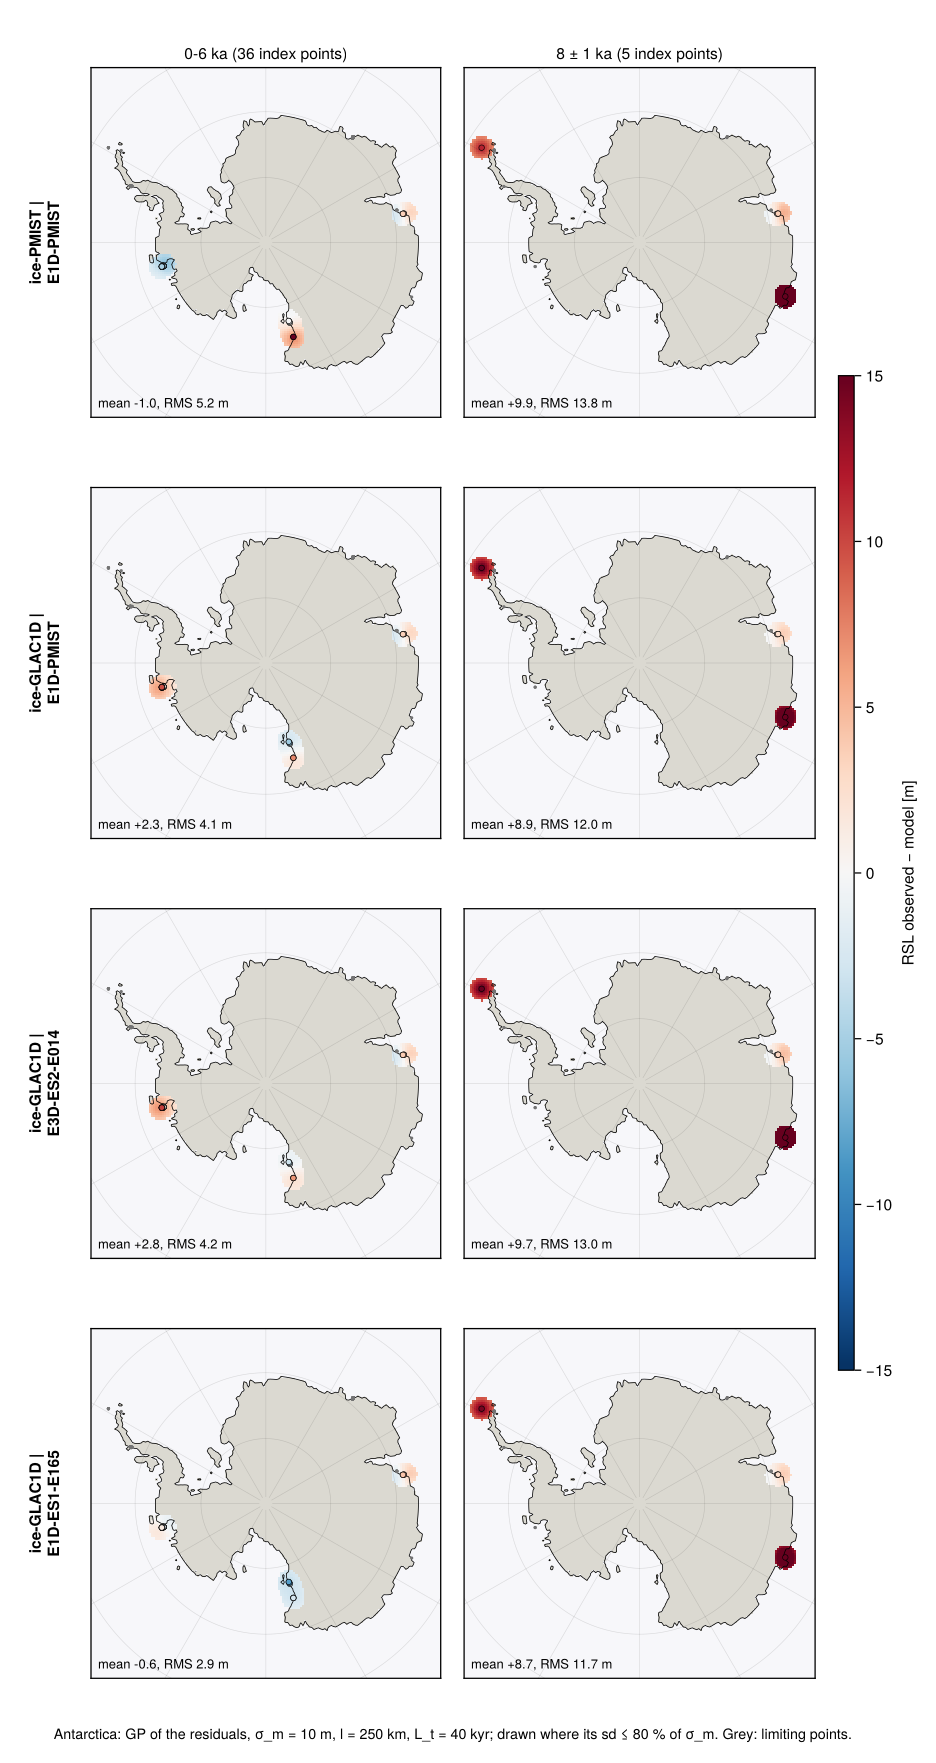 0-6 ka (36 index points)
8 ± 1 ka (5 index points)
ice-PMIST |
E1D-PMIST
mean -1.0, RMS 5.2 m
mean +9.9, RMS 13.8 m
ice-GLAC1D |
E1D-PMIST
mean +2.3, RMS 4.1 m
mean +8.9, RMS 12.0 m
ice-GLAC1D |
E3D-ES2-E014
mean +2.8, RMS 4.2 m
mean +9.7, RMS 13.0 m
ice-GLAC1D |
E1D-ES1-E165
mean -0.6, RMS 2.9 m
mean +8.7, RMS 11.7 m
15
10
5
0
−5
−10
−15
RSL observed − model [m]
Antarctica: GP of the residuals, σ_m = 10 m, l = 250 km, L_t = 40 kyr; drawn where its sd ≤ 80 % of σ_m. Grey: limiting points.